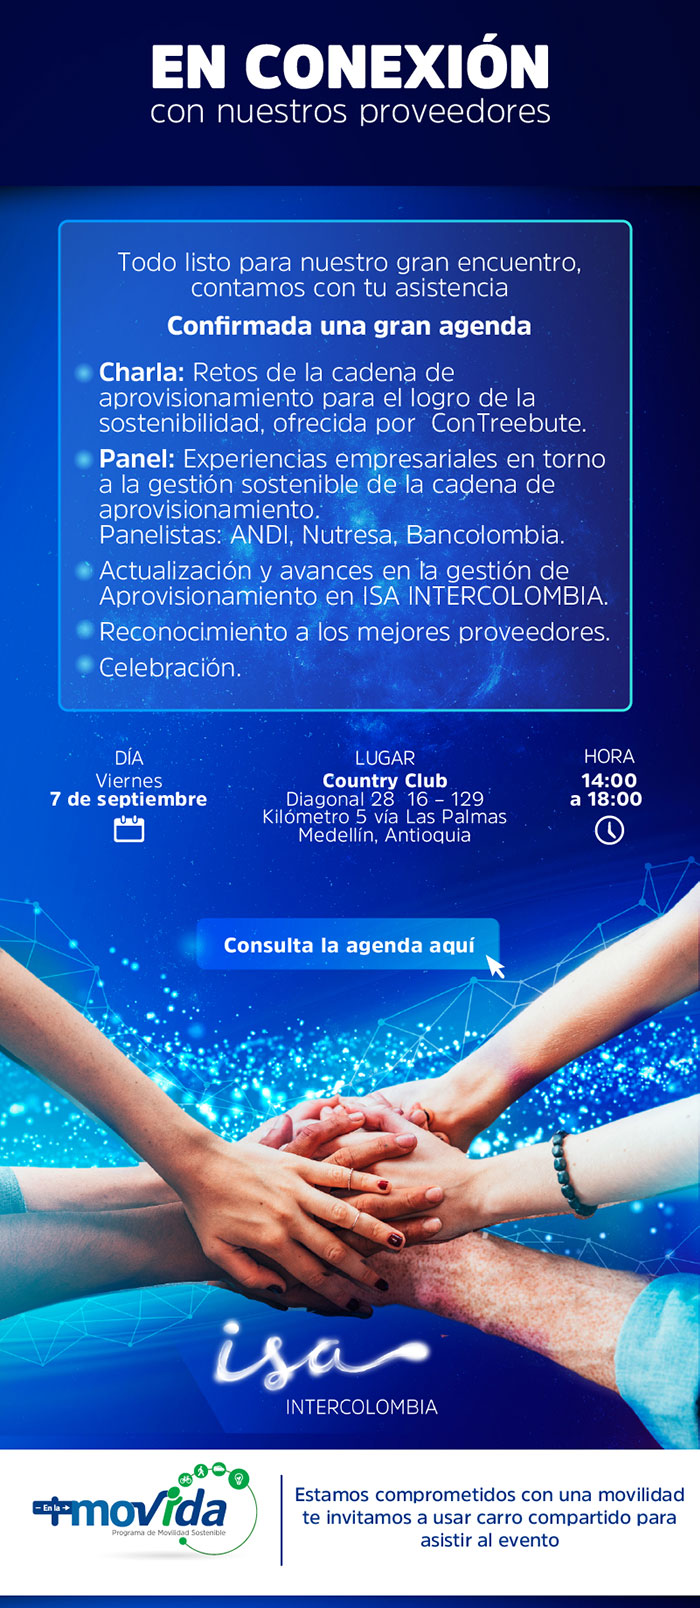 EN CONEXIÓN
con nuestros proveedores
Todo listo para nuestro gran encuentro,
contamos con tu asistencia
Confirmada una gran agenda
Charla: Retos de la cadena de
aprovisionamiento para el logro de la
sostenibilidad, ofrecida por ConTreebute.
Panel: Experiencias empresariales en torno
a la gestión sostenible de la cadena de
aprovisionamiento.
Panelistas: ANDI, Nutresa, Bancolombia.
Actualización y avances en la gestión de
Aprovisionamiento en ISA INTERCOLOMBIA.
Reconocimiento a los mejores proveedores.
Celebración.
DÍA
Viernes
7 de septiembre
LUGAR
Country Club
Diagonal 28 16 – 129
Kilómetro 5 vía Las Palmas
Medellín, Antioquia
HORA
14:00
a 18:00
Consulta la agenda aquí
isa
INTERCOLOMBIA
En la
+movida
Programa de Movilidad Sostenible
Estamos comprometidos con una movilidad
te invitamos a usar carro compartido para
asistir al evento